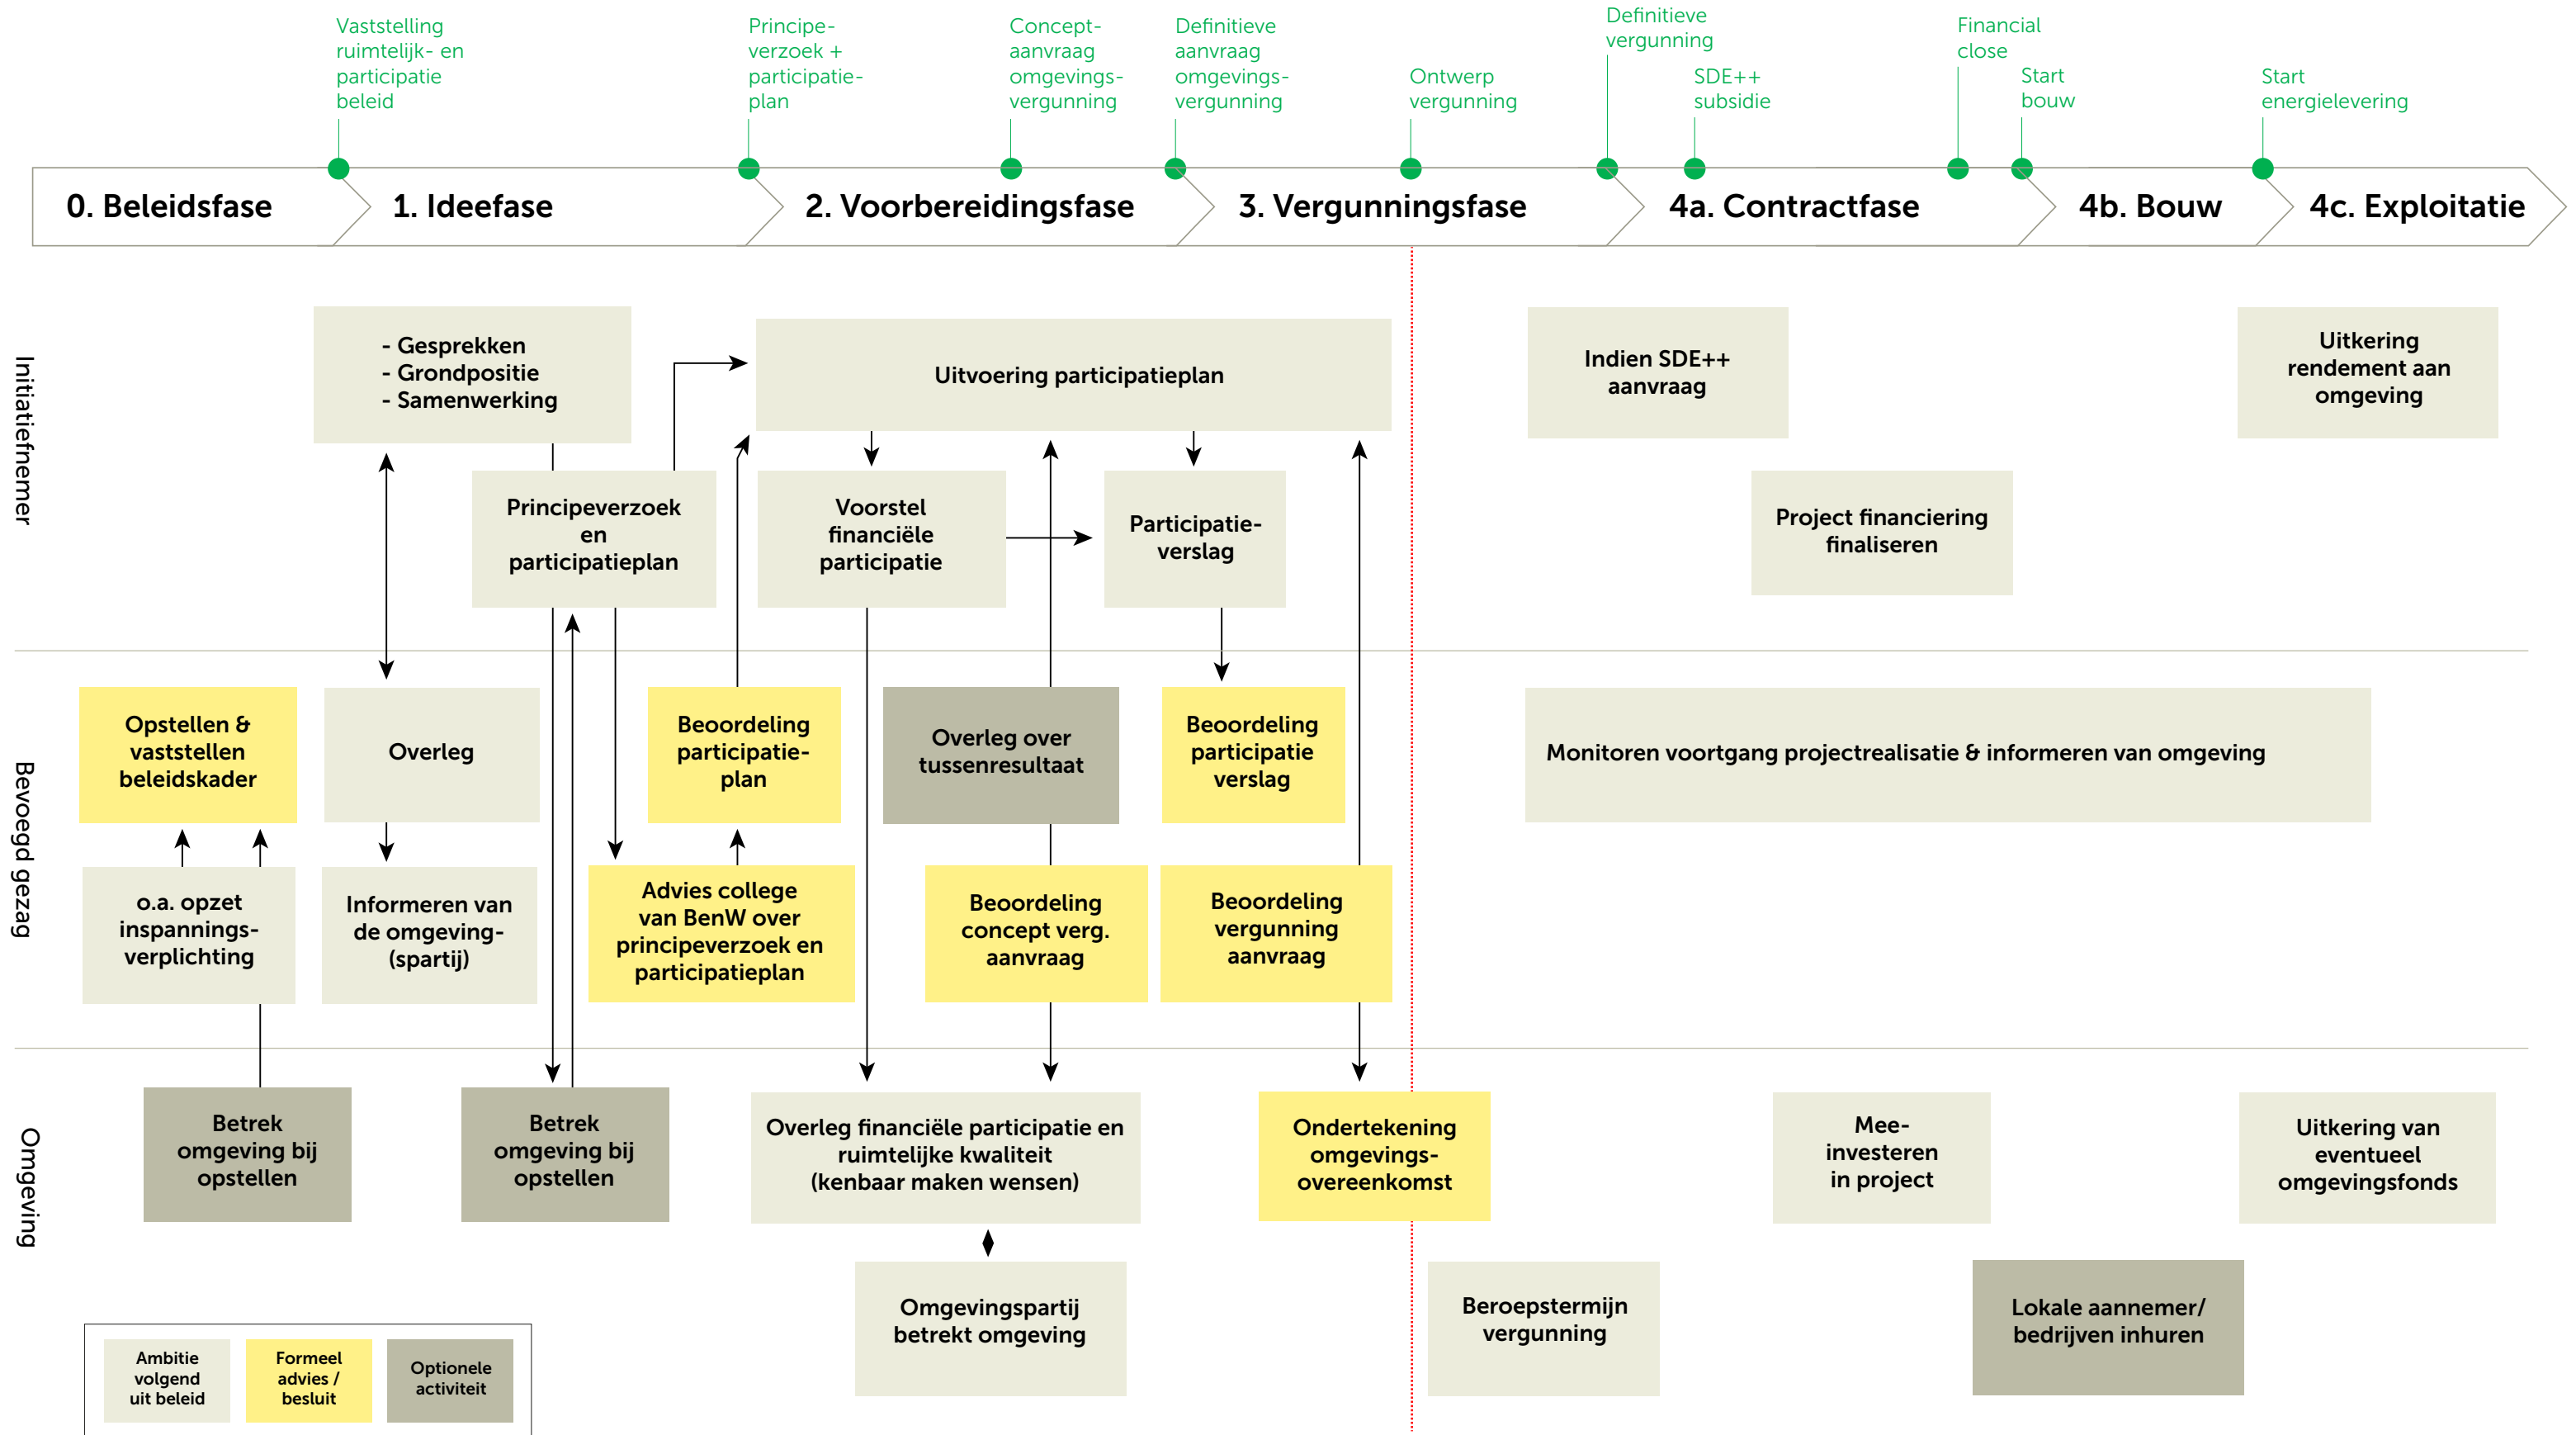 Vaststelling
ruimtelijk- en
participatie
beleid
Principe-
verzoek +
participatie-
plan
Concept-
aanvraag
omgevings-
vergunning
Definitieve
aanvraag
omgevings-
vergunning
Ontwerp
vergunning
Definitieve
vergunning
SDE++
subsidie
Financial
close
Start
bouw
Start
energielevering
0. Beleidsfase
1. Ideefase
2. Voorbereidingsfase
3. Vergunningsfase
4a. Contractfase
4b. Bouw
4c. Exploitatie
Initiatiefnemer
- Gesprekken
- Grondpositie
- Samenwerking
Uitvoering participatieplan
Indien SDE++
aanvraag
Uitkering
rendement aan
omgeving
Principeverzoek
en
participatieplan
Voorstel
financiële
participatie
Participatie-
verslag
Project financiering
finaliseren
Bevoegd gezag
Opstellen &
vaststellen
beleidskader
Overleg
Beoordeling
participatie-
plan
Overleg over
tussenresultaat
Beoordeling
participatie
verslag
Monitoren voortgang projectrealisatie & informeren van omgeving
o.a. opzet
inspannings-
verplichting
Informeren van
de omgeving-
(spartij)
Advies college
van BenW over
principeverzoek en
participatieplan
Beoordeling
concept verg.
aanvraag
Beoordeling
vergunning
aanvraag
Omgeving
Betrek
omgeving bij
opstellen
Betrek
omgeving bij
opstellen
Overleg financiële participatie en
ruimtelijke kwaliteit
(kenbaar maken wensen)
Ondertekening
omgevings-
overeenkomst
Mee-
investeren
in project
Uitkering van
eventueel
omgevingsfonds
Omgevingspartij
betrekt omgeving
Beroepstermijn
vergunning
Lokale aannemer/
bedrijven inhuren
Ambitie
volgend
uit beleid
Formeel
advies /
besluit
Optionele
activiteit